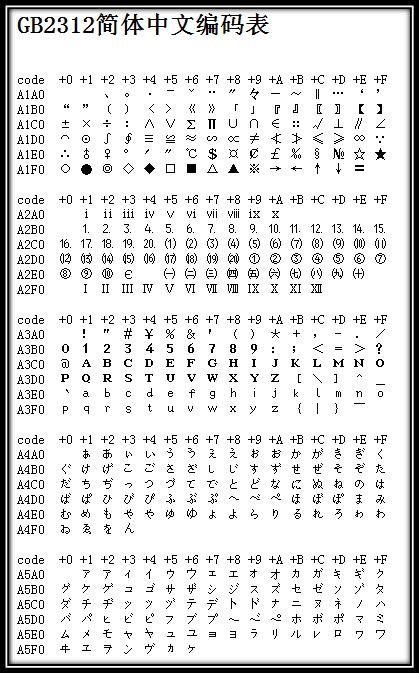 GB2312简体中文编码表
code +0 +1 +2 +3 +4 +5 +6 +7 +8 +9 +A +B +C +D +E +F
A1A0 　 、 。 · ˉ ˇ ¨ 〃 々 — ～ ‖ … ‘ ’
A1B0 “ ” 〔 〕 〈 〉 《 》 「 」 『 』 〖 〗 【 】
A1C0 ± × ÷ ∶ ∧ ∨ ∑ ∏ ∪ ∩ ∈ ∷ √ ⊥ ∥ ∠
A1D0 ⌒ ⊙ ∫ ∮ ≡ ≌ ≈ ∽ ∝ ≠ ≮ ≯ ≤ ≥ ∞ ∵
A1E0 ∴ ♂ ♀ ° ′ ″ ℃ ＄ ¤ ￠ ￡ ‰ § № ☆ ★
A1F0 ○ ● ◎ ◇ ◆ □ ■ △ ▲ ※ → ← ↑ ↓ 〓
code +0 +1 +2 +3 +4 +5 +6 +7 +8 +9 +A +B +C +D +E +F
A2A0 ⅰ ⅱ ⅲ ⅳ ⅴ ⅵ ⅶ ⅷ ⅸ ⅹ
A2B0 ⒈ ⒉ ⒊ ⒋ ⒌ ⒍ ⒎ ⒏ ⒐ ⒑ ⒒ ⒓ ⒔ ⒕ ⒖
A2C0 ⒗ ⒘ ⒙ ⒚ ⒛ ⑴ ⑵ ⑶ ⑷ ⑸ ⑹ ⑺ ⑻ ⑼ ⑽ ⑾
A2D0 ⑿ ⒀ ⒁ ⒂ ⒃ ⒄ ⒅ ⒆ ⒇ ① ② ③ ④ ⑤ ⑥ ⑦
A2E0 ⑧ ⑨ ⑩ € ㈠ ㈡ ㈢ ㈣ ㈤ ㈥ ㈦ ㈧ ㈨ ㈩
A2F0 Ⅰ Ⅱ Ⅲ Ⅳ Ⅴ Ⅵ Ⅶ Ⅷ Ⅸ Ⅹ Ⅺ Ⅻ
code +0 +1 +2 +3 +4 +5 +6 +7 +8 +9 +A +B +C +D +E +F
A3A0 ！ ＂ ＃ ￥ ％ ＆ ＇ （ ） ＊ ＋ ， － ． ／
A3B0 ０ １ ２ ３ ４ ５ ６ ７ ８ ９ ： ； ＜ ＝ ＞ ？
A3C0 ＠ Ａ Ｂ Ｃ Ｄ Ｅ Ｆ Ｇ Ｈ Ｉ Ｊ Ｋ Ｌ Ｍ Ｎ Ｏ
A3D0 Ｐ Ｑ Ｒ Ｓ Ｔ Ｕ Ｖ Ｗ Ｘ Ｙ Ｚ ［ ＼ ］ ＾ ＿
A3E0 ｀ ａ ｂ ｃ ｄ ｅ ｆ ｇ ｈ ｉ ｊ ｋ ｌ ｍ ｎ ｏ
A3F0 ｐ ｑ ｒ ｓ ｔ ｕ ｖ ｗ ｘ ｙ ｚ ｛ ｜ ｝ ￣
code +0 +1 +2 +3 +4 +5 +6 +7 +8 +9 +A +B +C +D +E +F
A4A0 ぁ あ ぃ い ぅ う ぇ え ぉ お か が き ぎ く
A4B0 ぐ け げ こ ご さ ざ し じ す ず せ ぜ そ ぞ た
A4C0 だ ち ぢ っ つ づ て で と ど な に ぬ ね の は
A4D0 ば ぱ ひ び ぴ ふ ぶ ぷ へ べ ぺ ほ ぼ ぽ ま み
A4E0 む め も ゃ や ゅ ゆ ょ よ ら り る れ ろ ゎ わ
A4F0 ゐ ゑ を ん
code +0 +1 +2 +3 +4 +5 +6 +7 +8 +9 +A +B +C +D +E +F
A5A0 ァ ア ィ イ ゥ ウ ェ エ ォ オ カ ガ キ ギ ク
A5B0 グ ケ ゲ コ ゴ サ ザ シ ジ ス ズ セ ゼ ソ ゾ タ
A5C0 ダ チ ヂ ッ ツ ヅ テ デ ト ド ナ ニ ヌ ネ ノ ハ
A5D0 バ パ ヒ ビ ピ フ ブ プ ヘ ベ ペ ホ ボ ポ マ ミ
A5E0 ム メ モ ャ ヤ ュ ユ ョ ヨ ラ リ ル レ ロ ヮ ワ
A5F0 ヰ ヱ ヲ ン ヴ ヵ ヶ